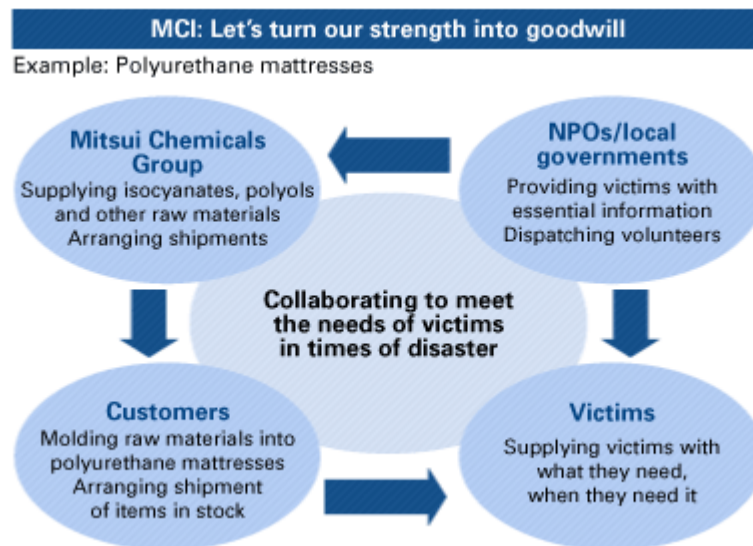 MCI: Let's turn our strength into goodwill
Example: Polyurethane mattresses
Mitsui Chemicals
Group
Supplying isocyanates, polyols
and other raw materials
Arranging shipments
NPOs/local
governments
Providing victims with
essential information
Dispatching volunteers
Collaborating to meet
the needs of victims
in times of disaster
Customers
Molding raw materials into
polyurethane mattresses
Arranging shipment
of items in stock
Victims
Supplying victims with
what they need,
when they need it